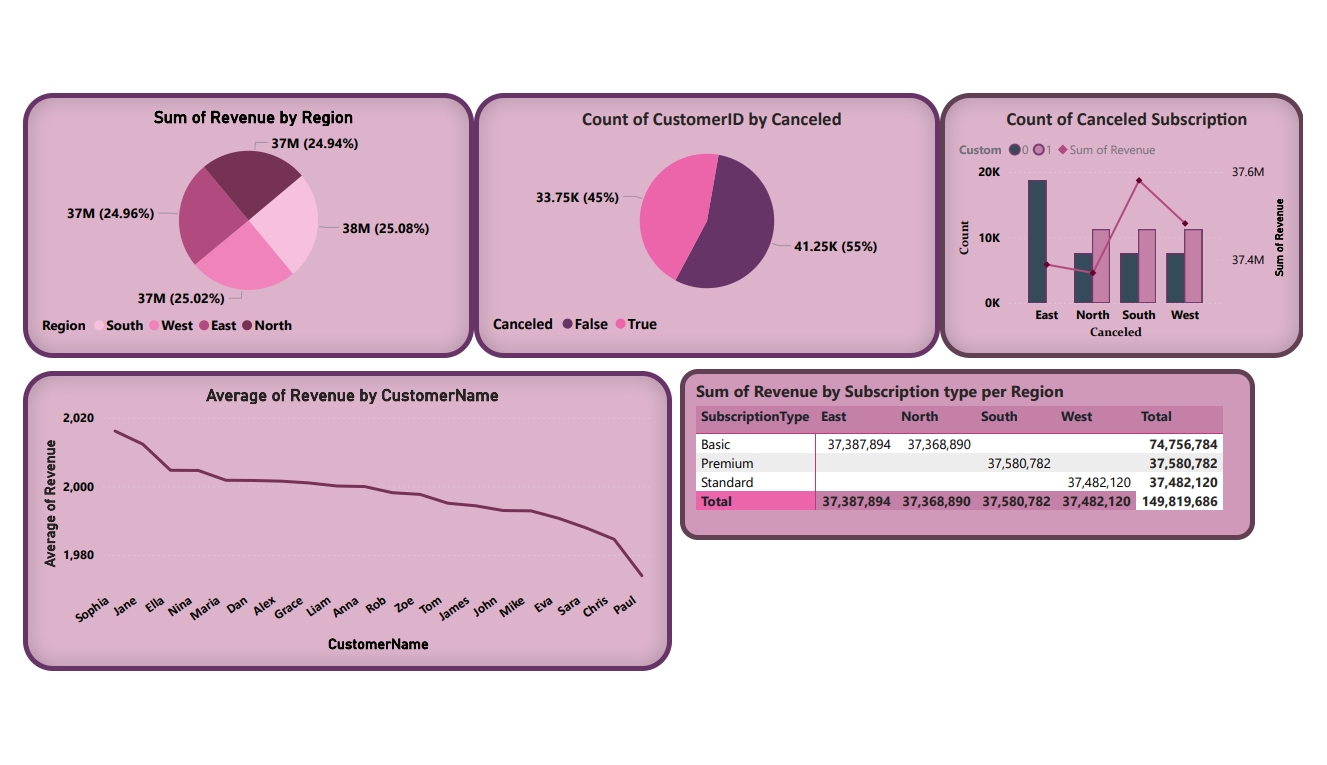 Sum of Revenue by Region
37M (24.94%)
37M (24.96%)
38M (25.08%)
37M (25.02%)
Region South West East North
Count of CustomerID by Canceled
33.75K (45%)
41.25K (55%)
Canceled False True
Count of Canceled Subscription
Custom 0 1 Sum of Revenue
20K
10K
0K
Count
37.6M
37.4M
Sum of Revenue
East North South West
Canceled
Average of Revenue by CustomerName
2,020
2,000
1,980
Average of Revenue
Sophia Jane Ella Nina Maria Dan Alex Grace Liam Anna Rob Zoe Tom James John Mike Eva Sara Chris Paul
CustomerName
Sum of Revenue by Subscription type per Region
SubscriptionType East North South West Total
Basic 37,387,894 37,368,890 74,756,784
Premium 37,580,782 37,580,782
Standard 37,482,120 37,482,120
Total 37,387,894 37,368,890 37,580,782 37,482,120 149,819,686